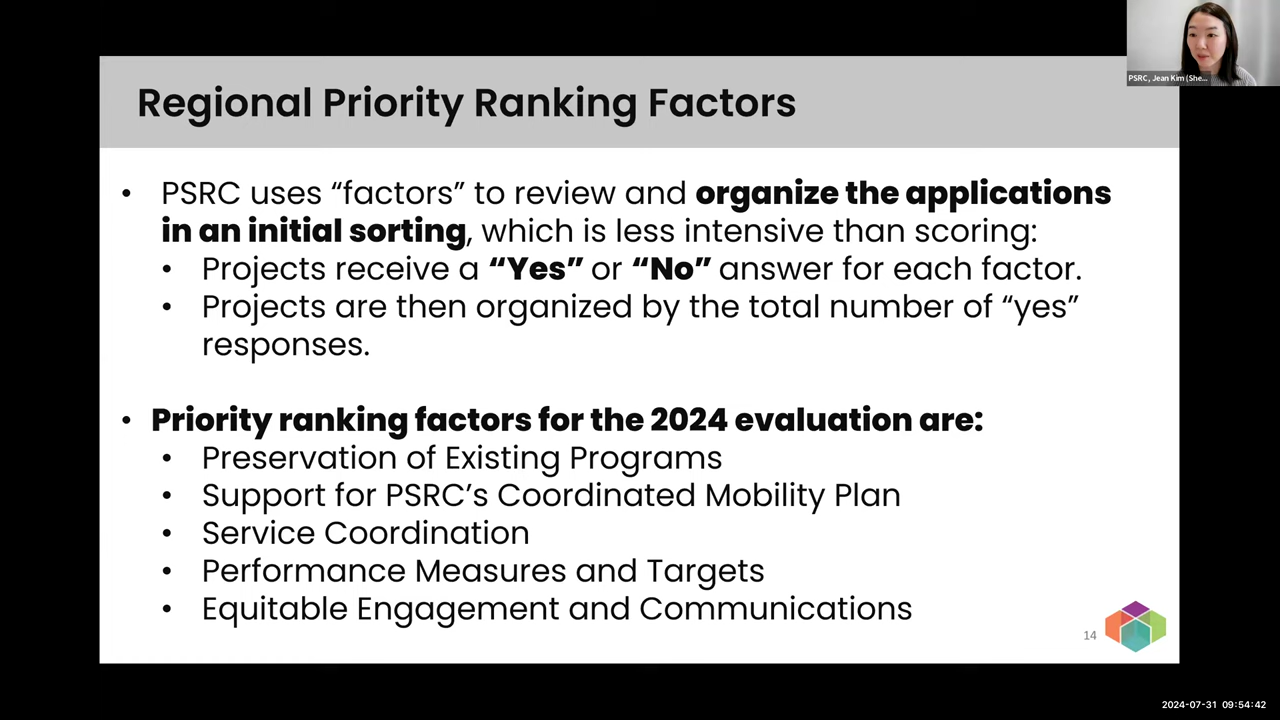 PSRC, Jean Kim (She...
Regional Priority Ranking Factors
• PSRC uses “factors” to review and organize the applications
in an initial sorting, which is less intensive than scoring:
• Projects receive a “Yes” or “No” answer for each factor.
• Projects are then organized by the total number of “yes”
responses.
• Priority ranking factors for the 2024 evaluation are:
• Preservation of Existing Programs
• Support for PSRC’s Coordinated Mobility Plan
• Service Coordination
• Performance Measures and Targets
• Equitable Engagement and Communications
14
2024-07-31 09:54:42